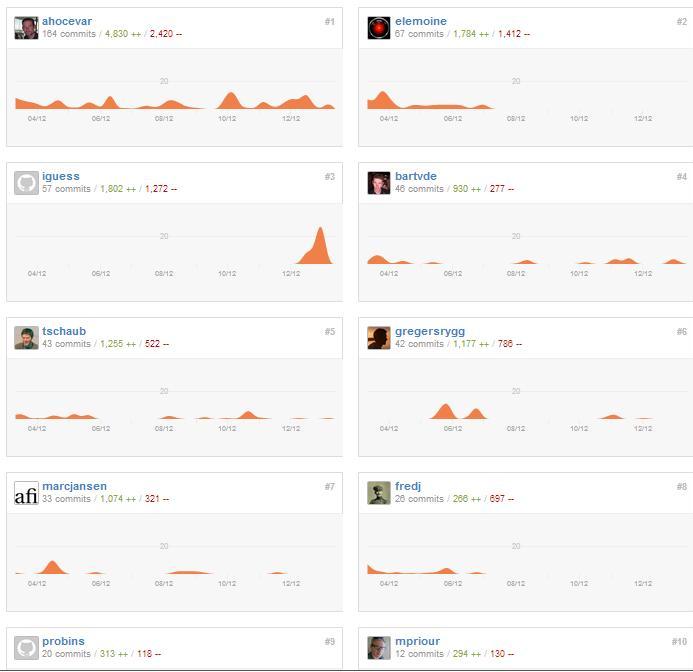 ahocevar #1
164 commits / 4,830 ++ / 2,420 --
20
04/12 06/12 08/12 10/12 12/12
elemoine #2
67 commits / 1,784 ++ / 1,412 --
20
04/12 06/12 08/12 10/12 12/12
iguess #3
57 commits / 1,802 ++ / 1,272 --
20
04/12 06/12 08/12 10/12 12/12
bartvde #4
46 commits / 930 ++ / 277 --
20
04/12 06/12 08/12 10/12 12/12
tschaub #5
43 commits / 1,255 ++ / 522 --
20
04/12 06/12 08/12 10/12 12/12
gregersrygg #6
42 commits / 1,177 ++ / 786 --
20
04/12 06/12 08/12 10/12 12/12
afi
marcjansen #7
33 commits / 1,074 ++ / 321 --
20
04/12 06/12 08/12 10/12 12/12
fredj #8
26 commits / 266 ++ / 697 --
20
04/12 06/12 08/12 10/12 12/12
probins #9
20 commits / 313 ++ / 118 --
mpriour #10
12 commits / 294 ++ / 130 --